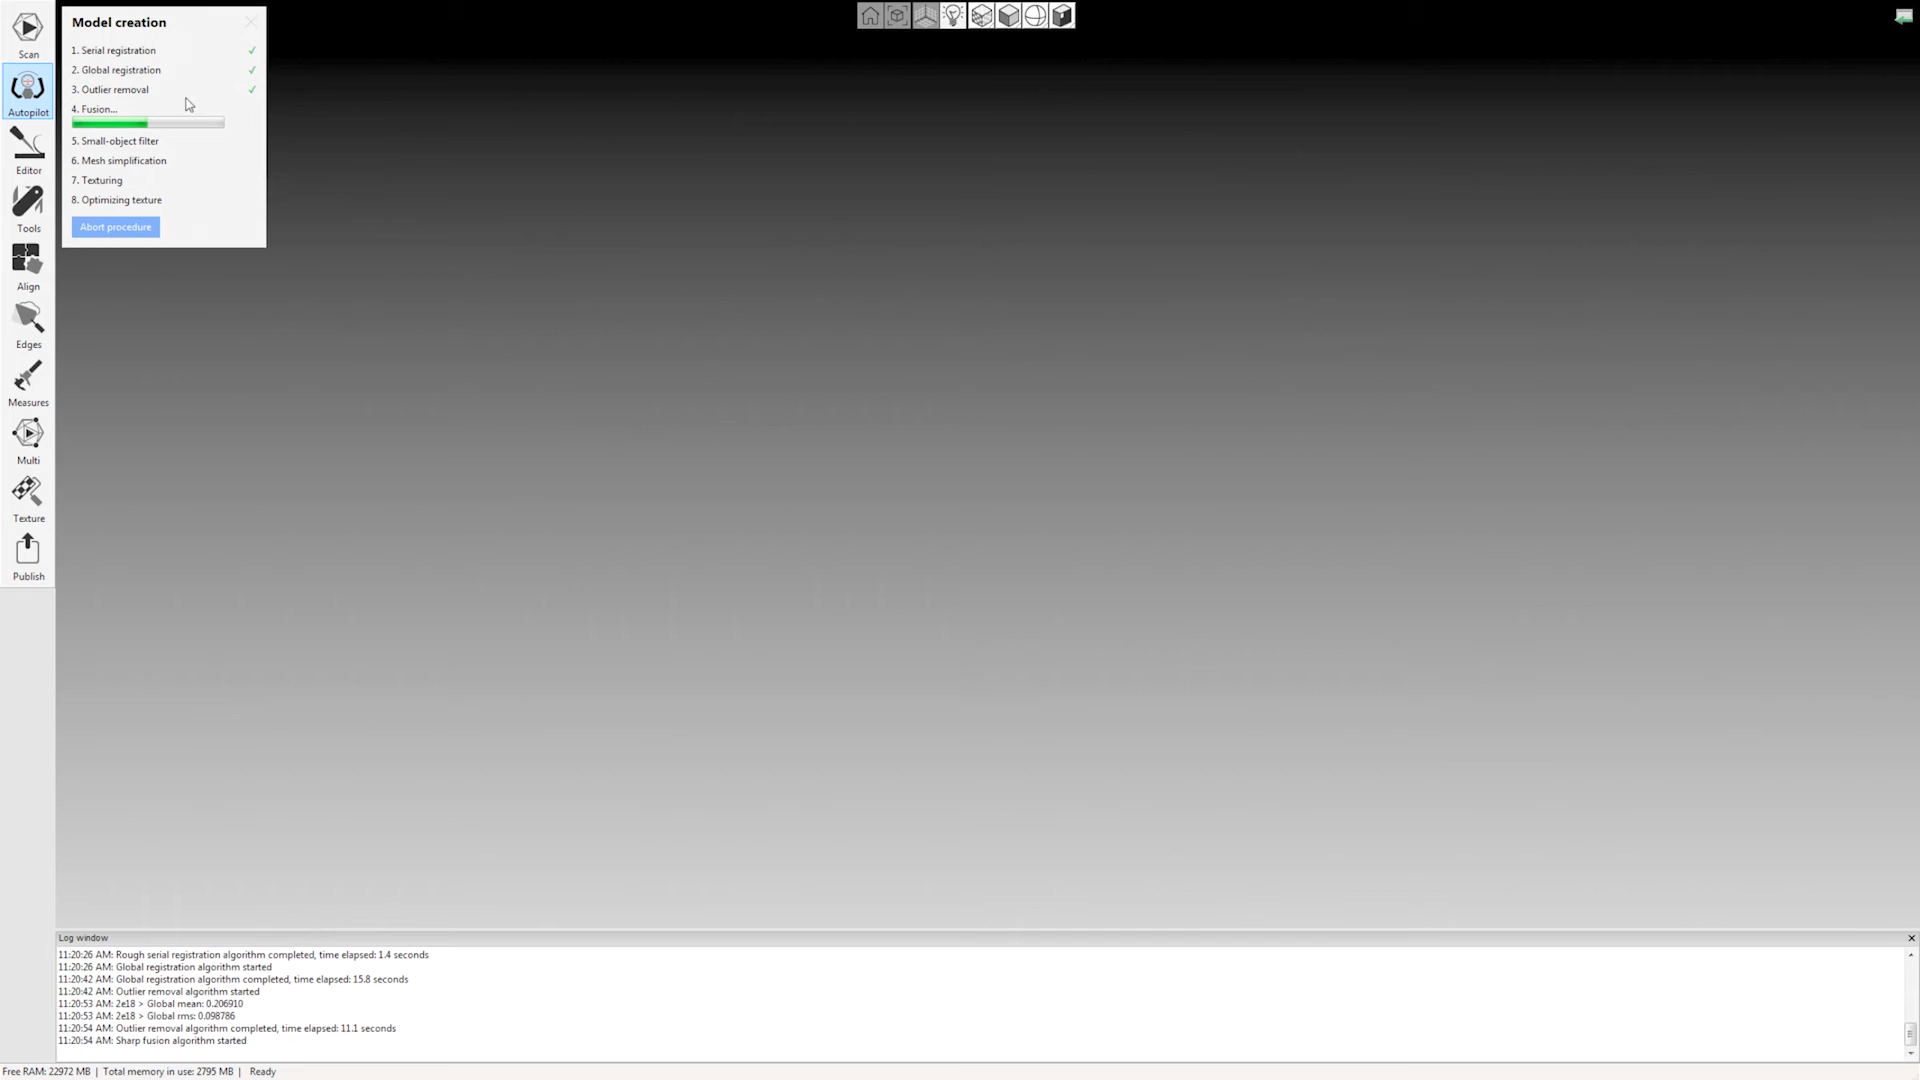 Scan
Autopilot
Editor
Tools
Align
Edges
Measures
Multi
Texture
Publish
Model creation
1. Serial registration
2. Global registration
3. Outlier removal
4. Fusion...
5. Small-object filter
6. Mesh simplification
7. Texturing
8. Optimizing texture
Abort procedure
Log window
11:20:26 AM: Rough serial registration algorithm completed, time elapsed: 1.4 seconds
11:20:26 AM: Global registration algorithm started
11:20:42 AM: Global registration algorithm completed, time elapsed: 15.8 seconds
11:20:42 AM: Outlier removal algorithm started
11:20:53 AM: 2e18 > Global mean: 0.206910
11:20:53 AM: 2e18 > Global rms: 0.098786
11:20:54 AM: Outlier removal algorithm completed, time elapsed: 11.1 seconds
11:20:54 AM: Sharp fusion algorithm started
Free RAM: 22972 MB | Total memory in use: 2795 MB | Ready